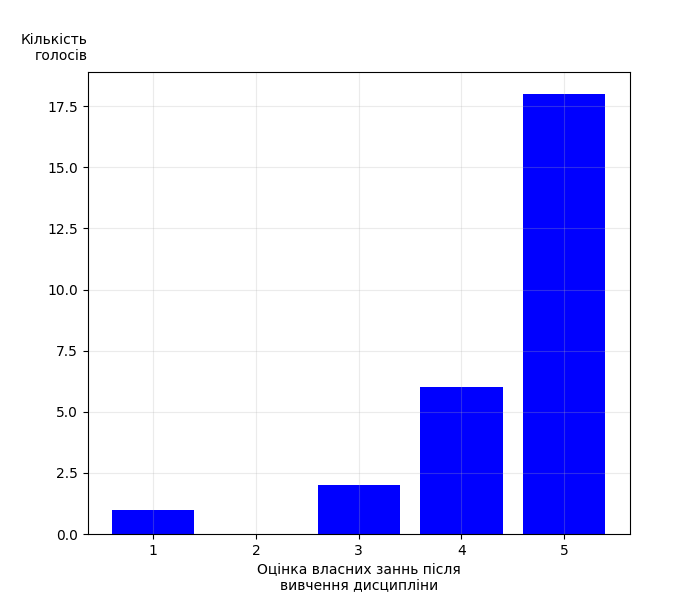 Кількість
голосів
17.5
15.0
12.5
10.0
7.5
5.0
2.5
0.0
1 2 3 4 5
Оцінка власних заннь після
вивчення дисципліни